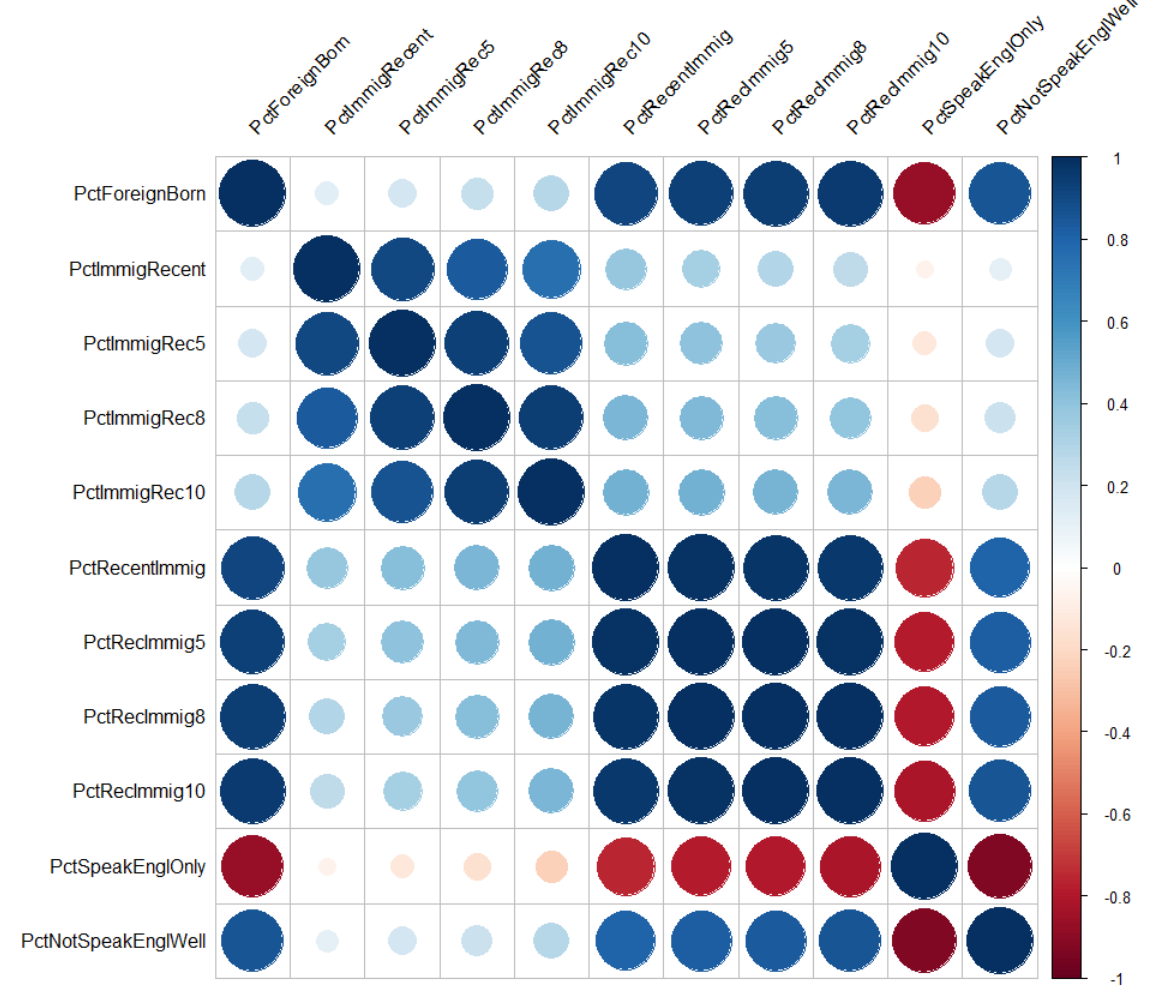 PctForeignBorn
PctImmigRecent
PctImmigRec5
PctImmigRec8
PctImmigRec10
PctRecentImmig
PctRecImmig5
PctRecImmig8
PctRecImmig10
PctSpeakEnglOnly
PctNotSpeakEnglWell
PctForeignBorn
PctImmigRecent
PctImmigRec5
PctImmigRec8
PctImmigRec10
PctRecentImmig
PctRecImmig5
PctRecImmig8
PctRecImmig10
PctSpeakEnglOnly
PctNotSpeakEnglWell
1
0.8
0.6
0.4
0.2
0
-0.2
-0.4
-0.6
-0.8
-1